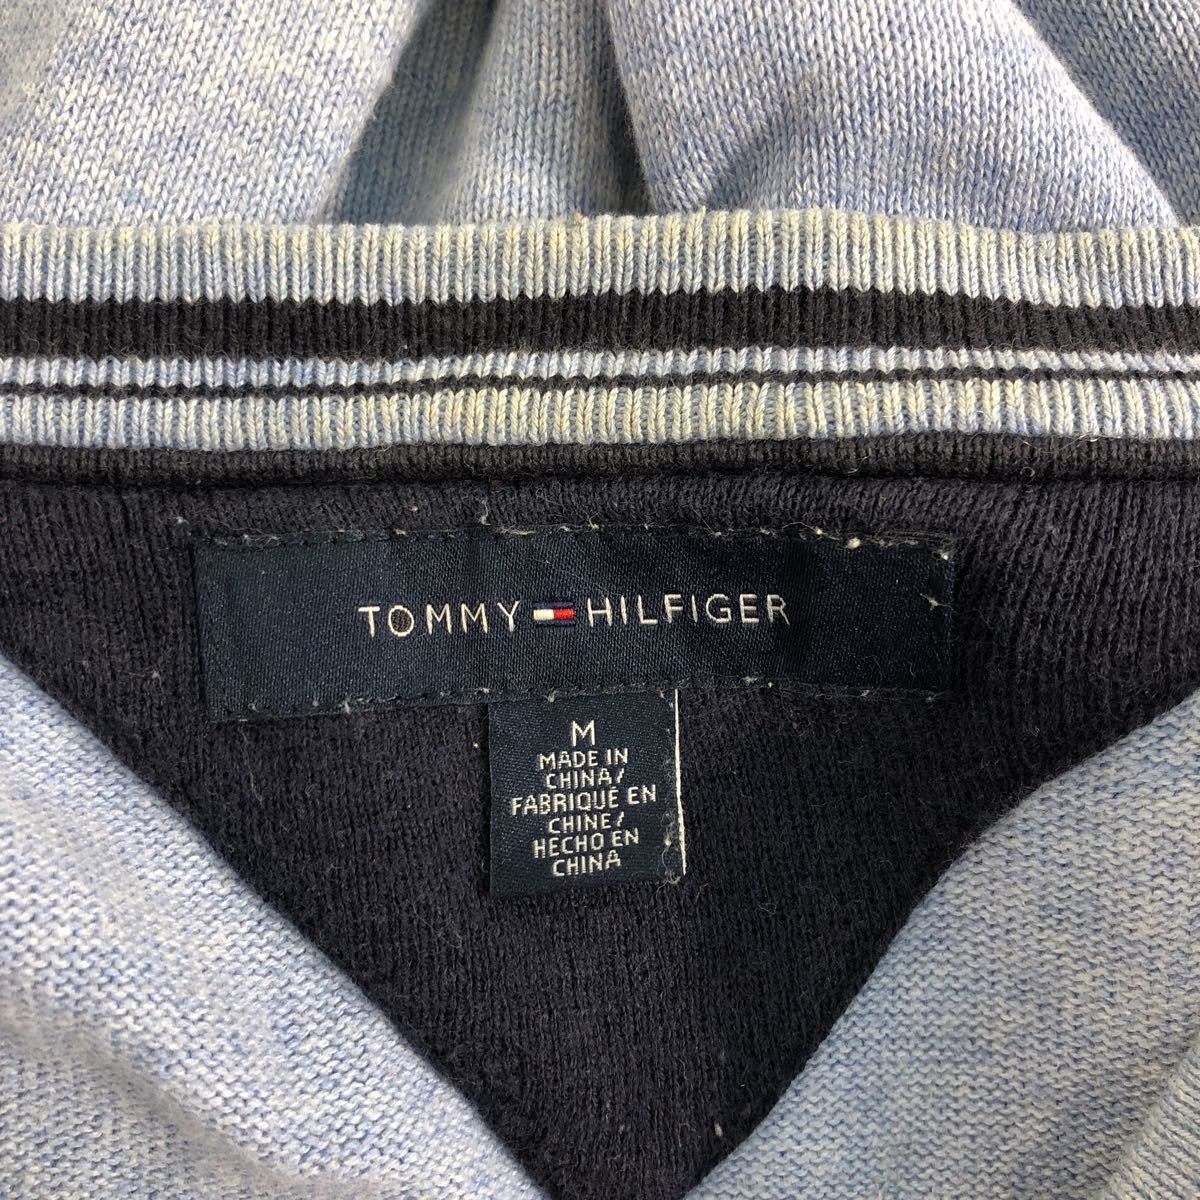 TOMMY HILFIGER
M
MADE IN
CHINA/
FABRIQUÉ EN
CHINE/
HECHO EN
CHINA